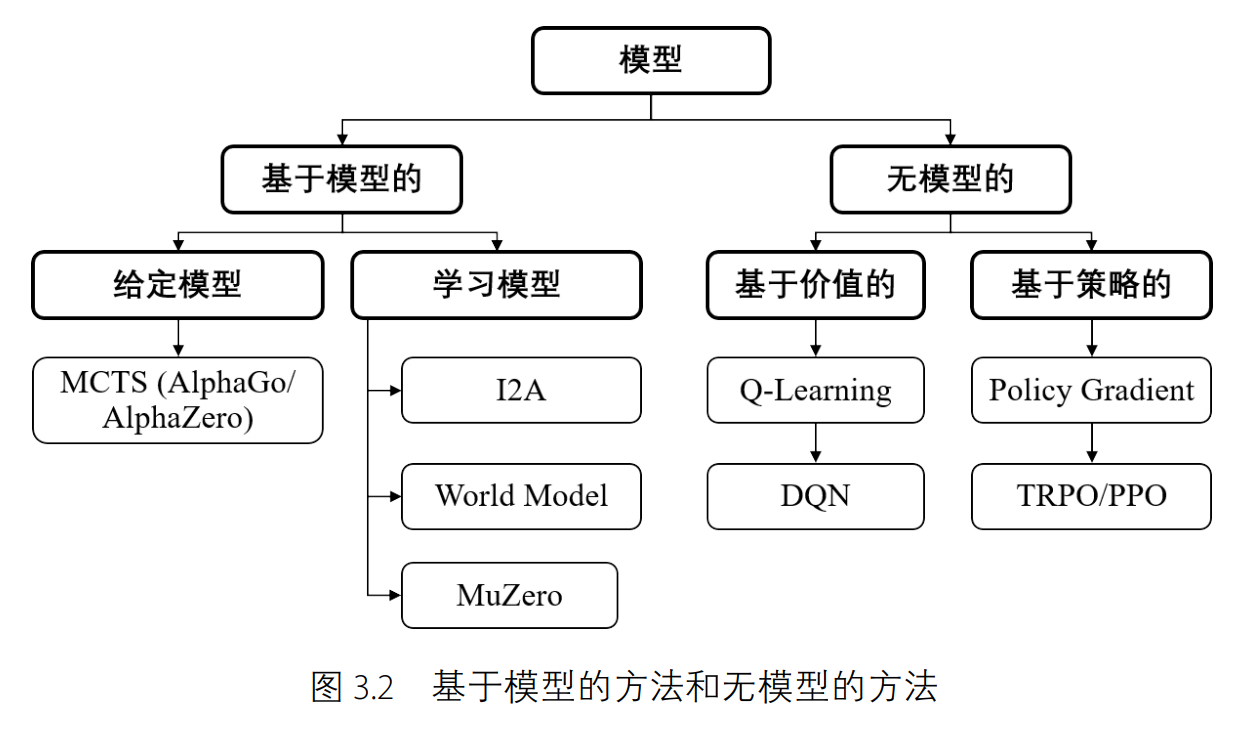 模型
基于模型的
无模型的
给定模型
学习模型
基于价值的
基于策略的
MCTS (AlphaGo/
AlphaZero)
I2A
Q-Learning
Policy Gradient
World Model
DQN
TRPO/PPO
MuZero
图 3.2 基于模型的方法和无模型的方法